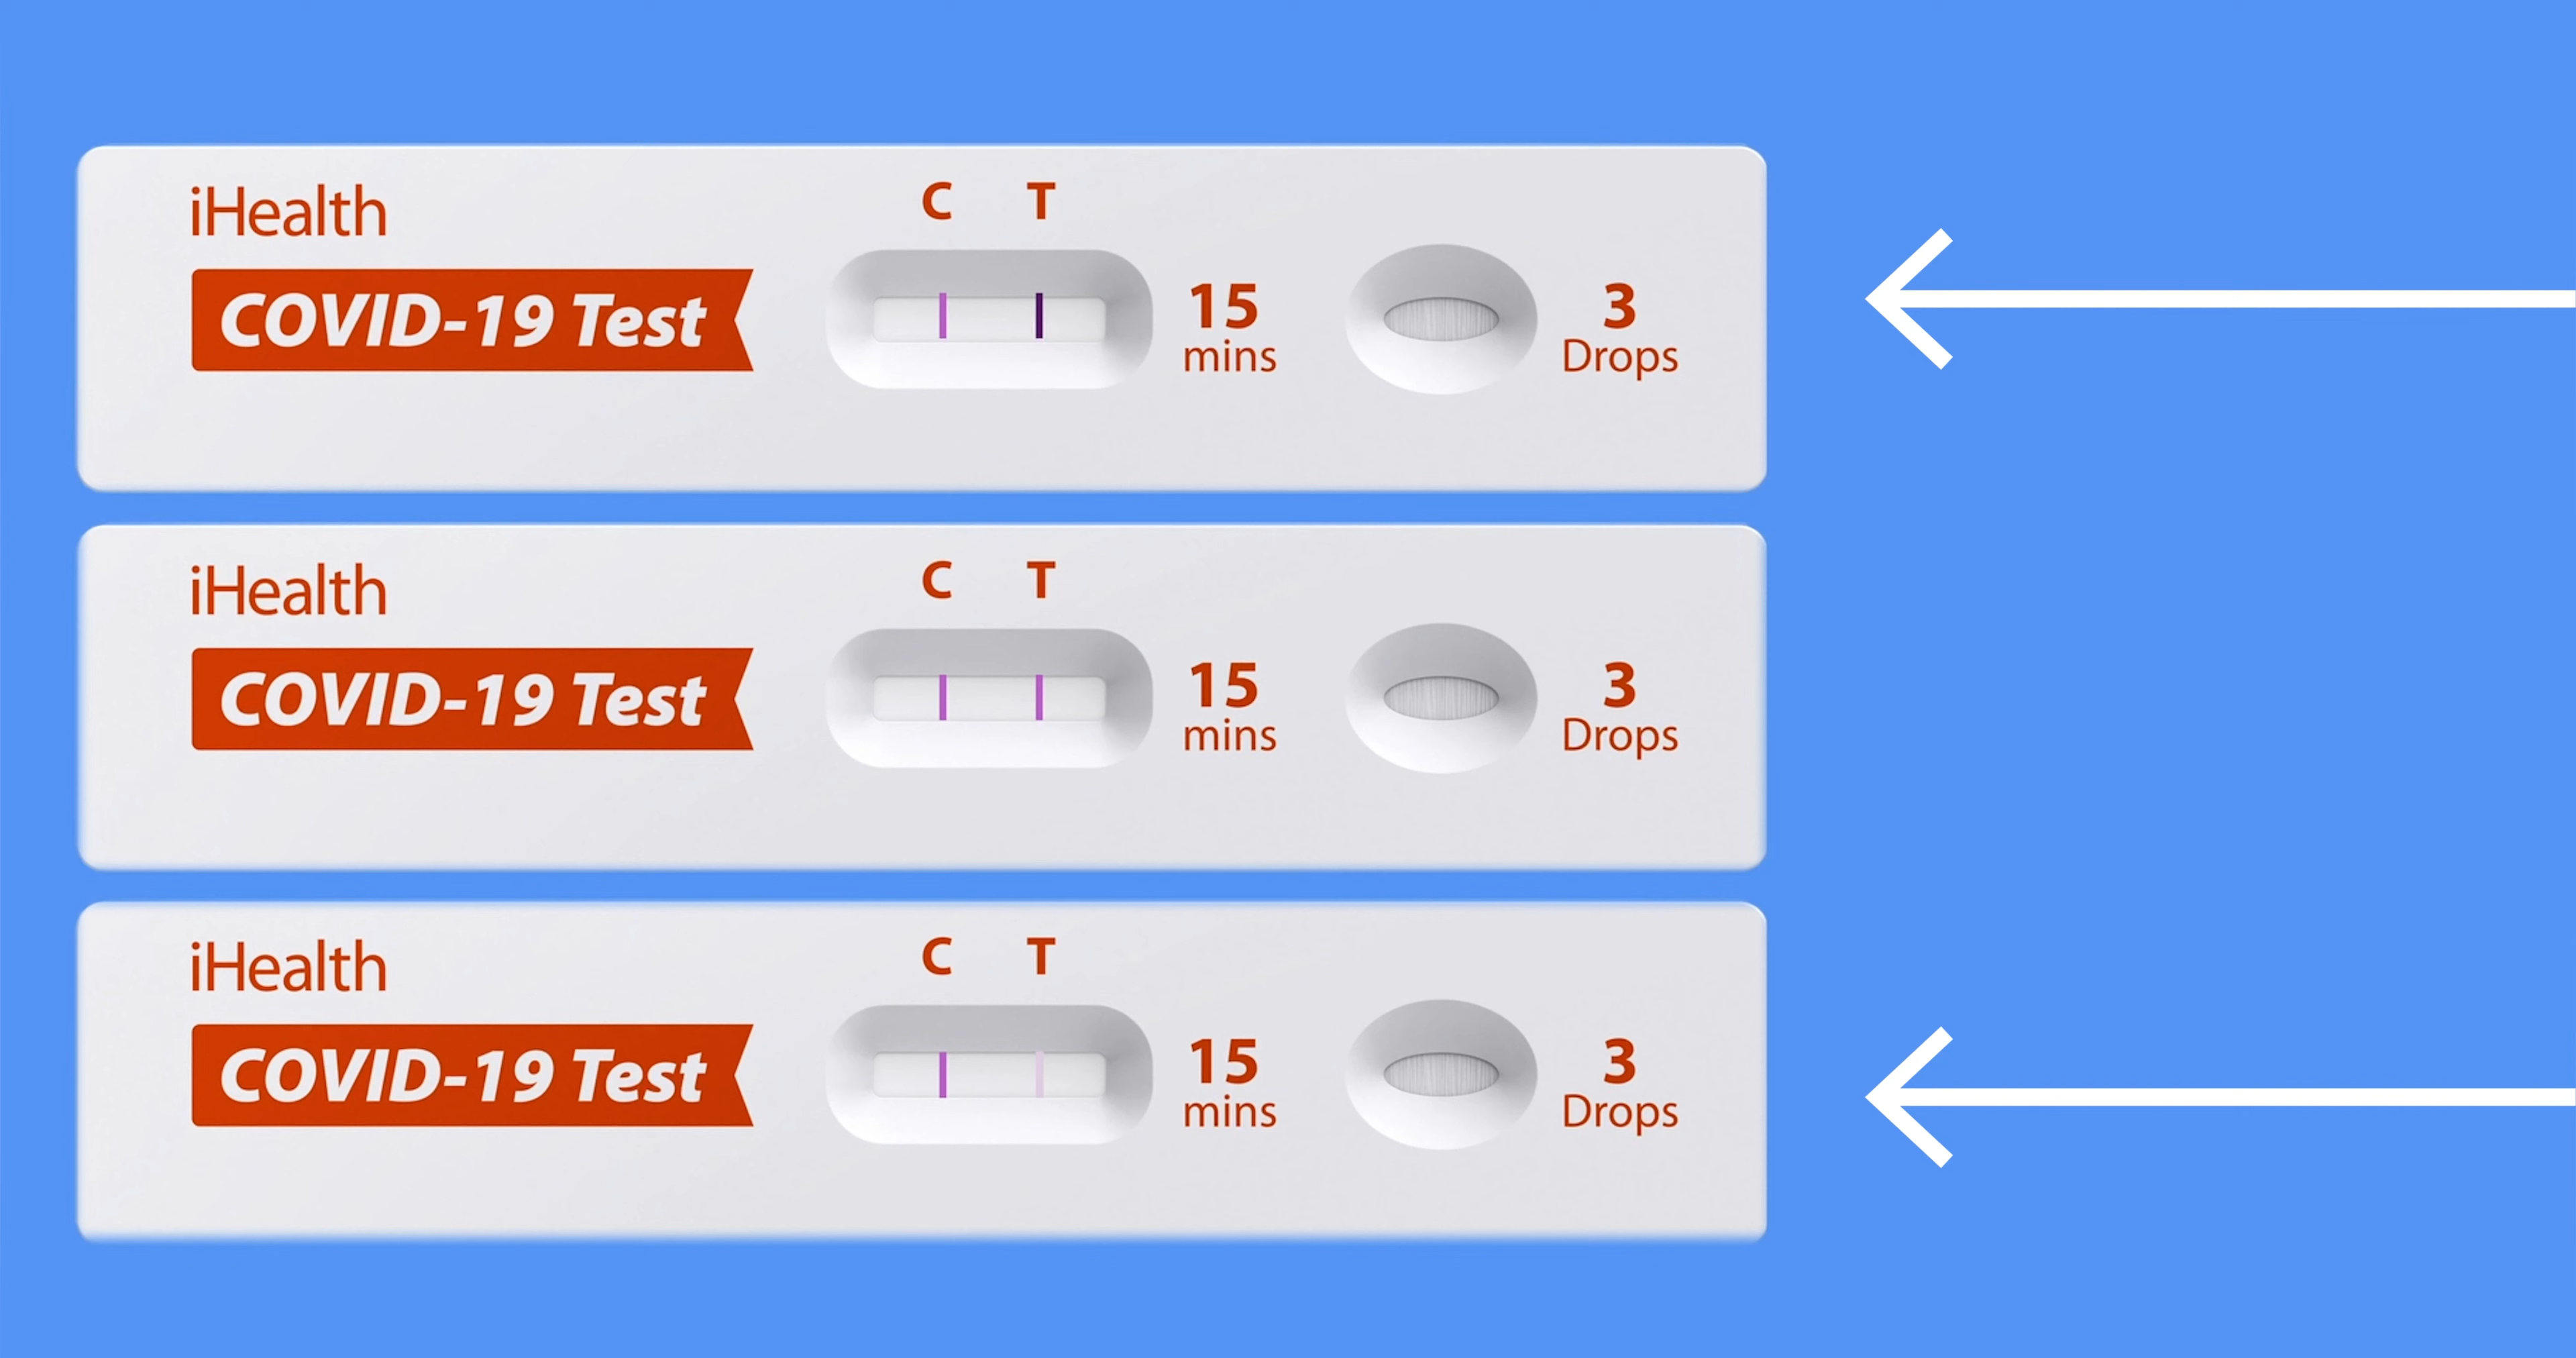 iHealth
COVID-19 Test
C T
15
mins
3
Drops
iHealth
COVID-19 Test
C T
15
mins
3
Drops
iHealth
COVID-19 Test
C T
15
mins
3
Drops